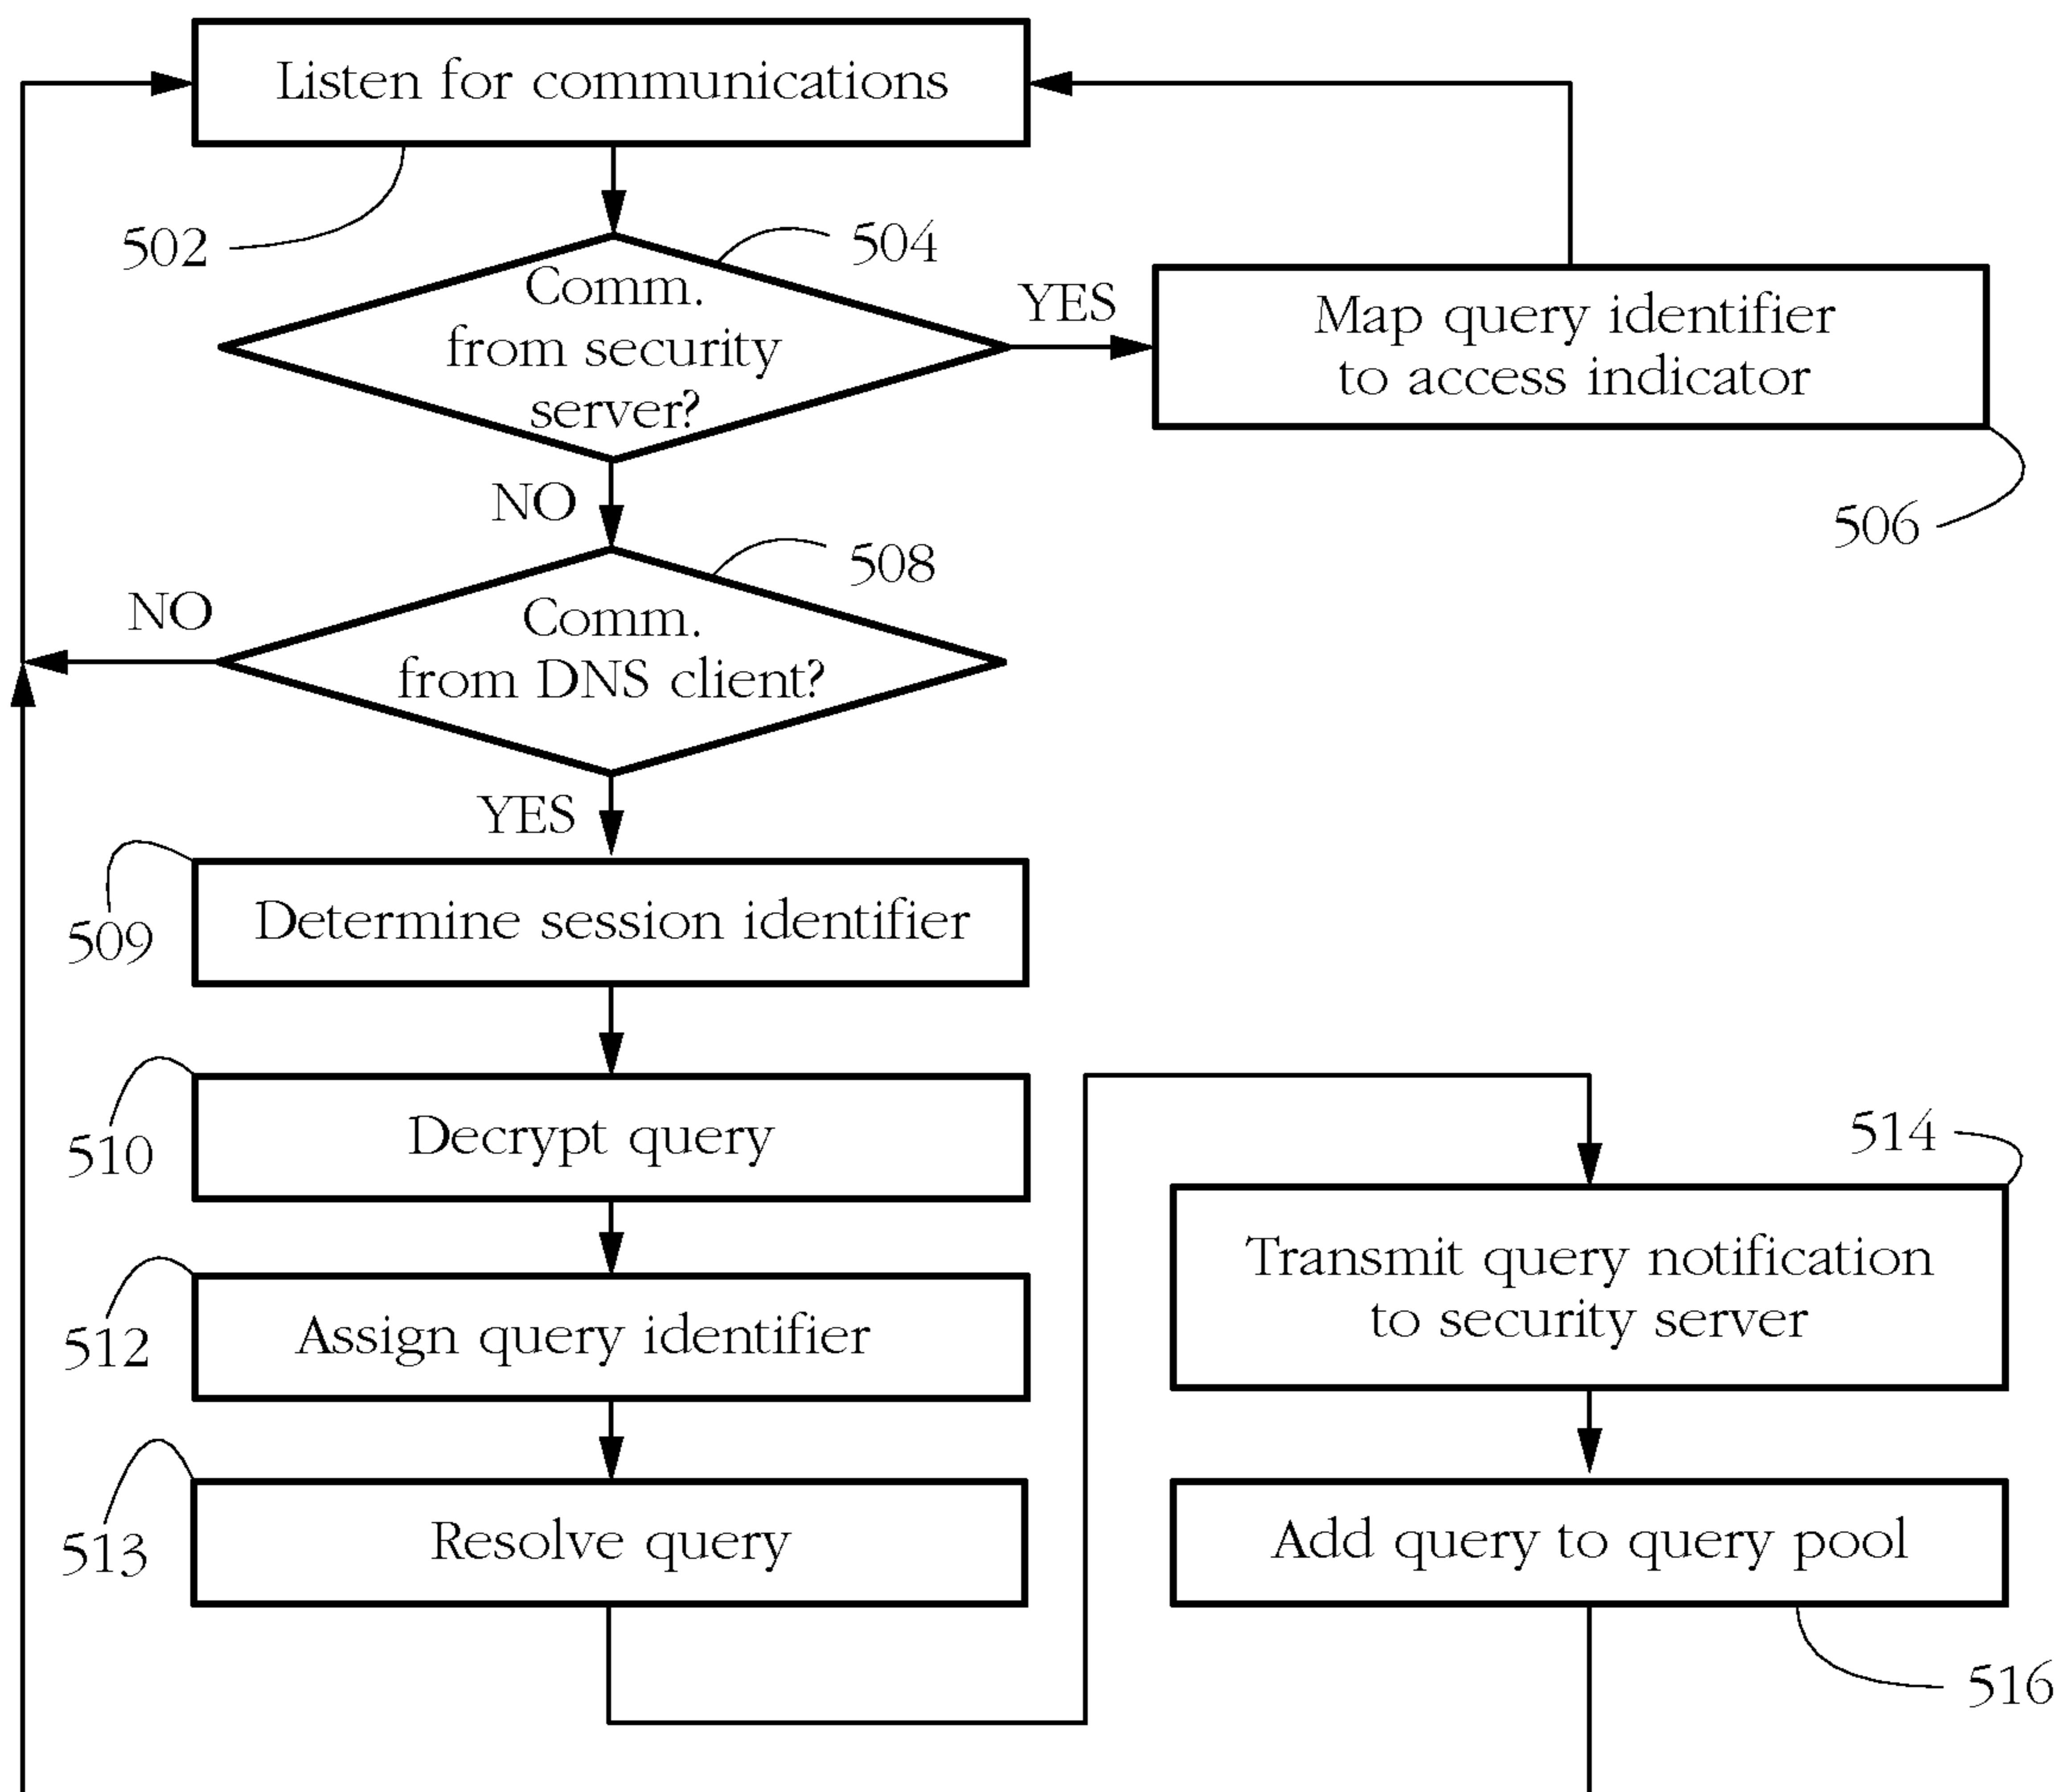 Listen for communications
502
504
Comm.
from security
server?
YES
Map query identifier
to access indicator
506
NO
508
NO
Comm.
from DNS client?
YES
509
Determine session identifier
510
Decrypt query
512
Assign query identifier
513
Resolve query
514
Transmit query notification
to security server
Add query to query pool
516